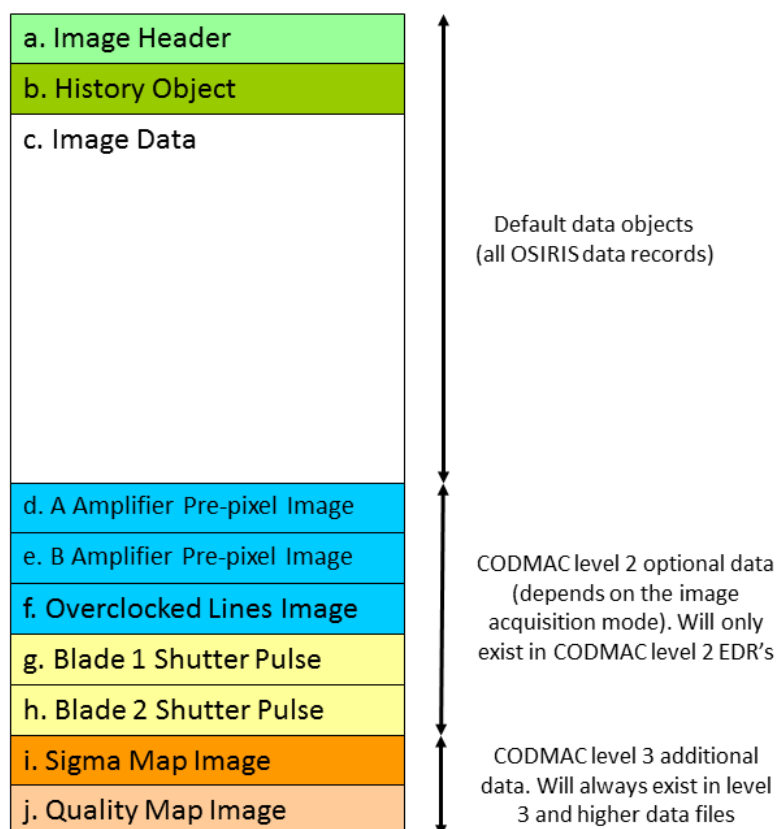 a. Image Header
b. History Object
c. Image Data
Default data objects
(all OSIRIS data records)
d. A Amplifier Pre-pixel Image
e. B Amplifier Pre-pixel Image
f. Overclocked Lines Image
g. Blade 1 Shutter Pulse
h. Blade 2 Shutter Pulse
CODMAC level 2 optional data
(depends on the image
acquisition mode). Will only
exist in CODMAC level 2 EDR's
i. Sigma Map Image
j. Quality Map Image
CODMAC level 3 additional
data. Will always exist in level
3 and higher data files